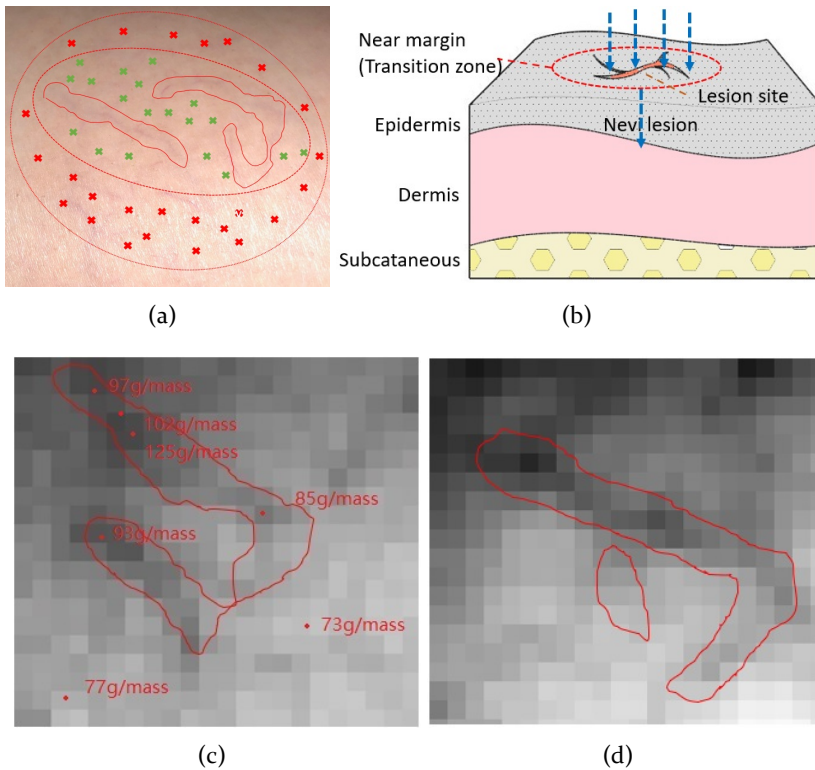 (a)
Near margin
(Transition zone)
Lesion site
Epidermis
Nevi lesion
Dermis
Subcataneous
(b)
97g/mass
102g/mass
125g/mass
85g/mass
93g/mass
73g/mass
77g/mass
(c)
(d)